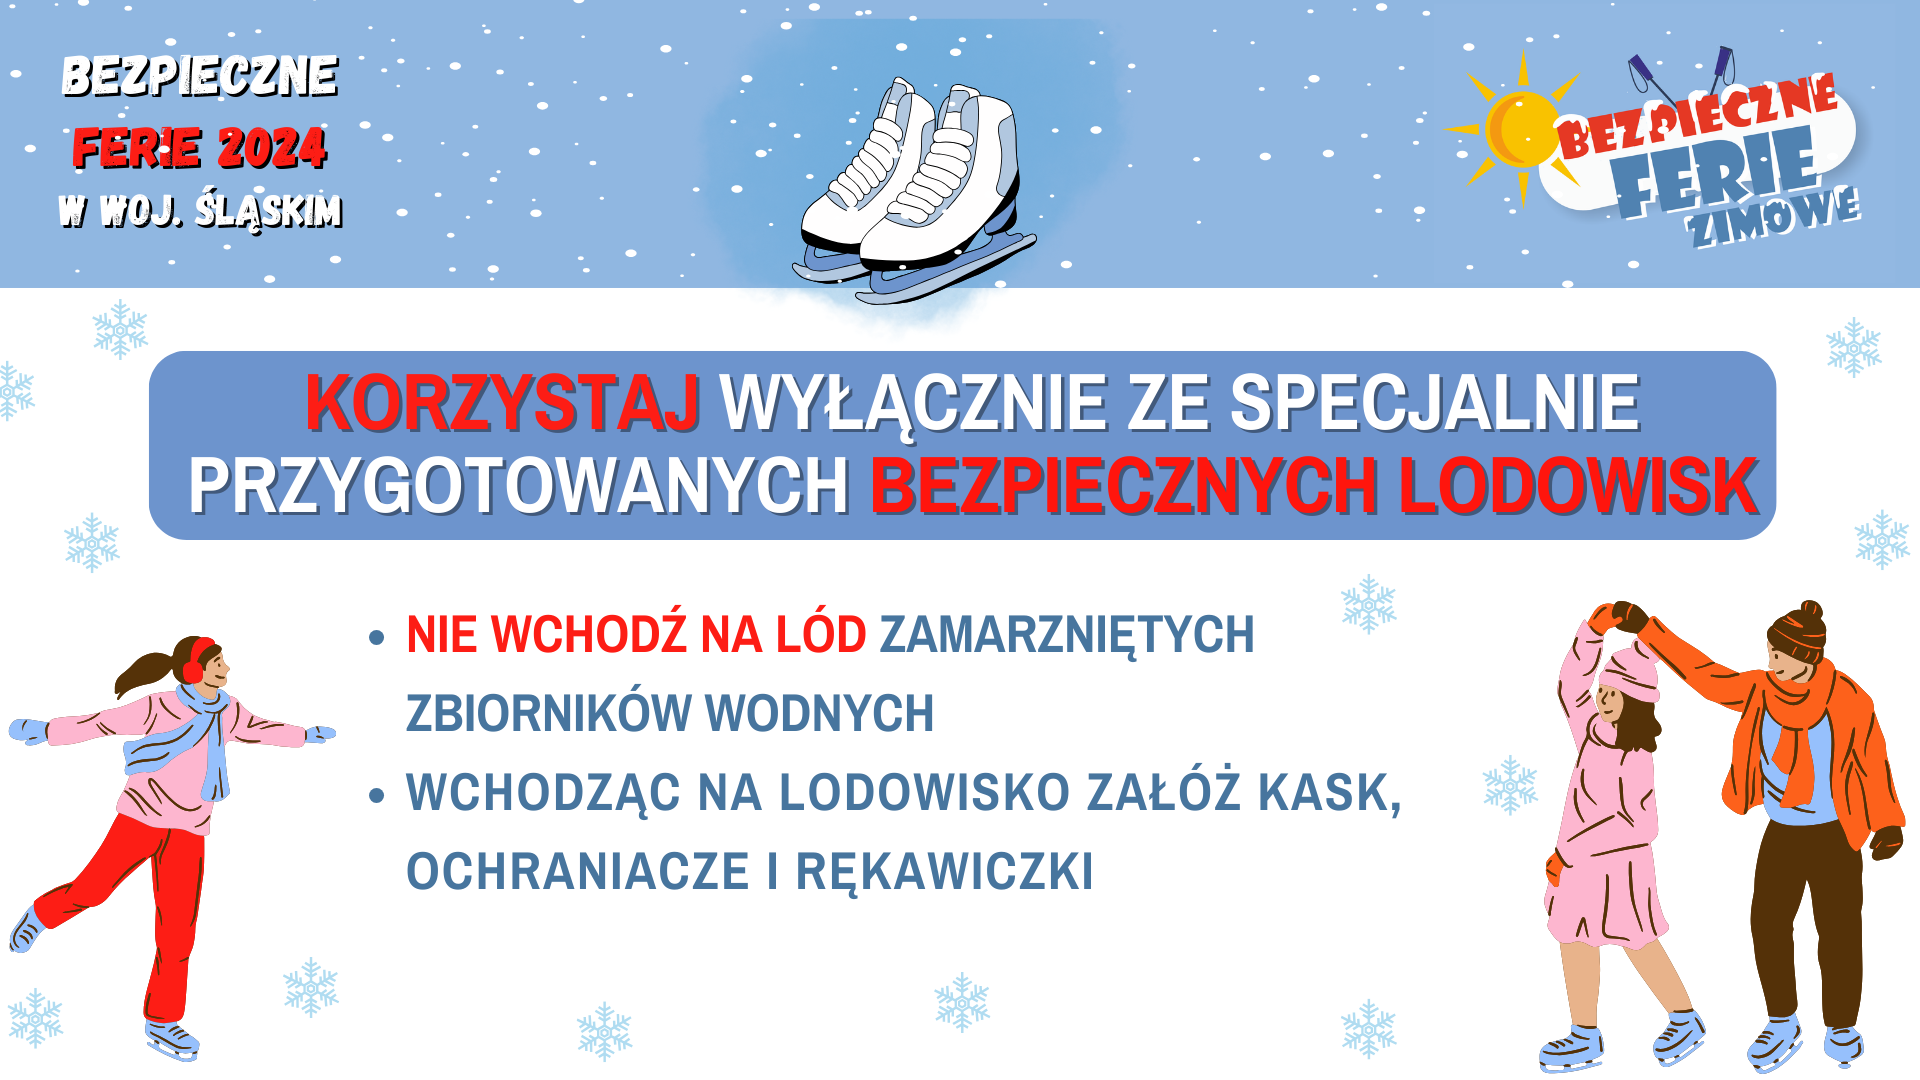 BEZPIECZNE
FERIE 2024
W WOJ. ŚLĄSKIM
BEZPIECZNE
FERIE
ZIMOWE
KORZYSTAJ WYŁĄCZNIE ZE SPECJALNIE
PRZYGOTOWANYCH BEZPIECZNYCH LODOWISK
• NIE WCHODŹ NA LÓD ZAMARZNIĘTYCH
ZBIORNIKÓW WODNYCH
• WCHODZĄC NA LODOWISKO ZAŁÓŻ KASK,
OCHRANIACZE I RĘKAWICZKI